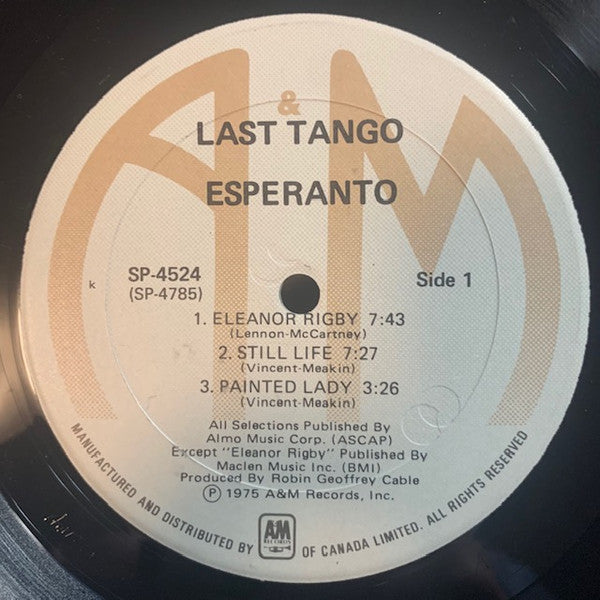 &
LAST TANGO
ESPERANTO
SP-4524
(SP-4785)
Side 1
k
1. ELEANOR RIGBY 7:43
(Lennon-McCartney)
2. STILL LIFE 7:27
(Vincent-Meakin)
3. PAINTED LADY 3:26
(Vincent-Meakin)
All Selections Published By
Almo Music Corp. (ASCAP)
Except "Eleanor Rigby" Published By
Maclen Music Inc. (BMI)
Produced By Robin Geoffrey Cable
Ⓟ 1975 A&M Records, Inc.
MANUFACTURED AND DISTRIBUTED BY A&M RECORDS OF CANADA LIMITED. ALL RIGHTS RESERVED